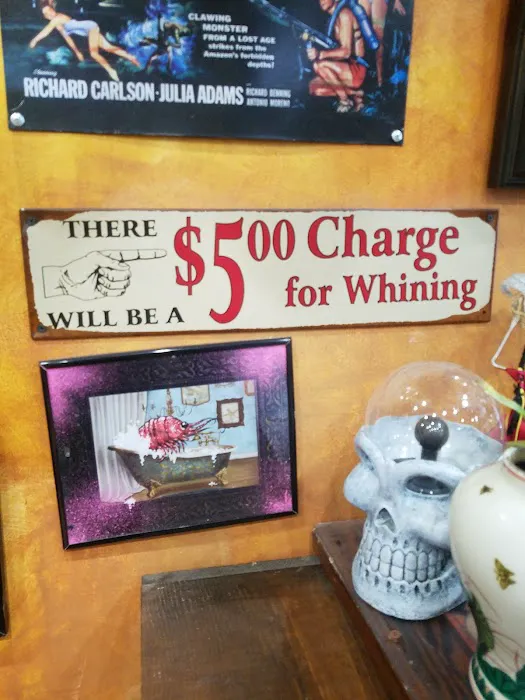 CLAWING
MONSTER
FROM A LOST AGE
strikes from the
Amazon's forbidden
depths!
Starring
RICHARD CARLSON · JULIA ADAMS
RICHARD DENNING
ANTONIO MORENO
THERE
WILL BE A
$500 Charge
for Whining